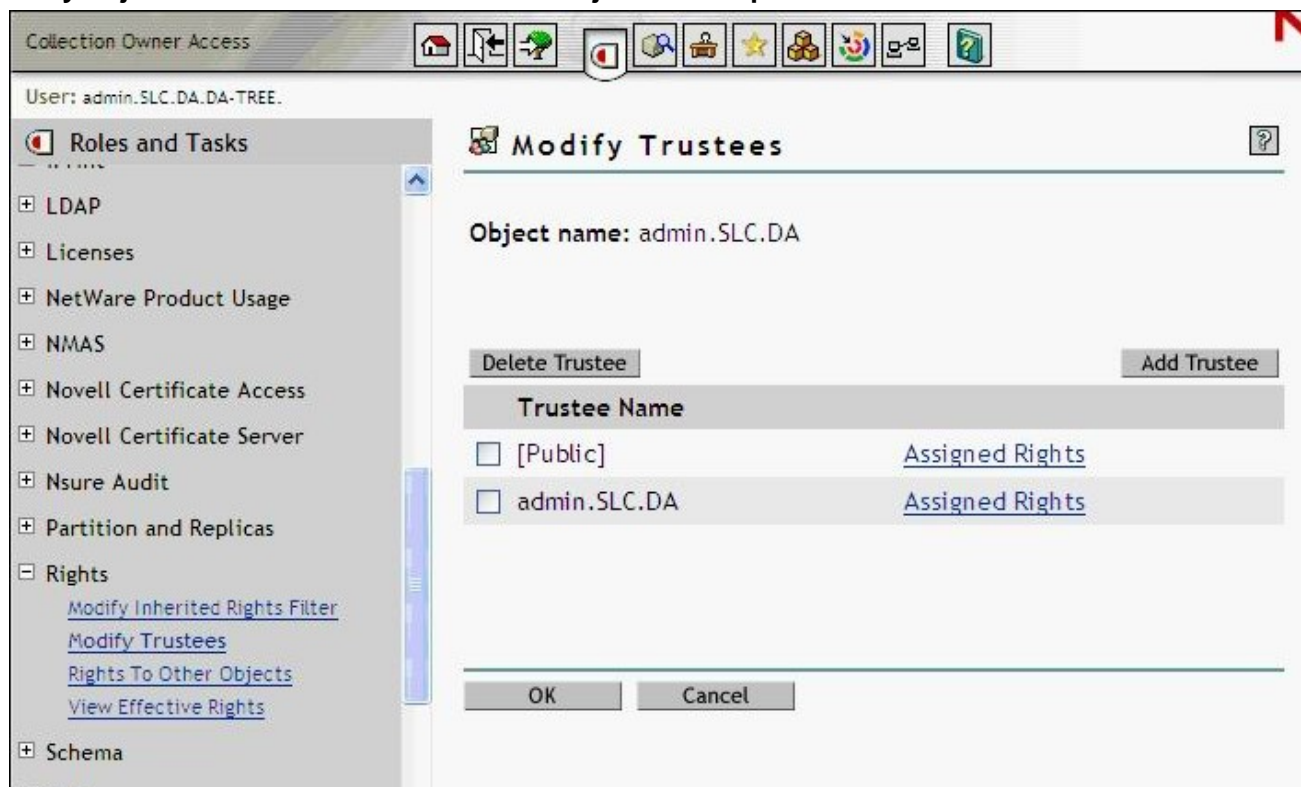 Collection Owner Access
User: admin.SLC.DA.DA-TREE.
Roles and Tasks
LDAP
Licenses
NetWare Product Usage
NMAS
Novell Certificate Access
Novell Certificate Server
Nsure Audit
Partition and Replicas
Rights
Modify Inherited Rights Filter
Modify Trustees
Rights To Other Objects
View Effective Rights
Schema
Modify Trustees
?
Object name: admin.SLC.DA
Delete Trustee Add Trustee
Trustee Name
[Public] Assigned Rights
admin.SLC.DA Assigned Rights
OK Cancel